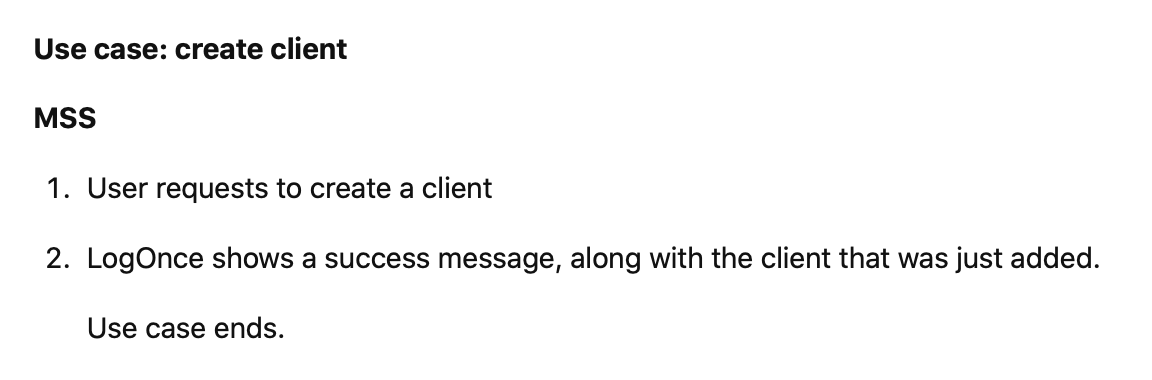 Use case: create client
MSS
1. User requests to create a client
2. LogOnce shows a success message, along with the client that was just added.
Use case ends.